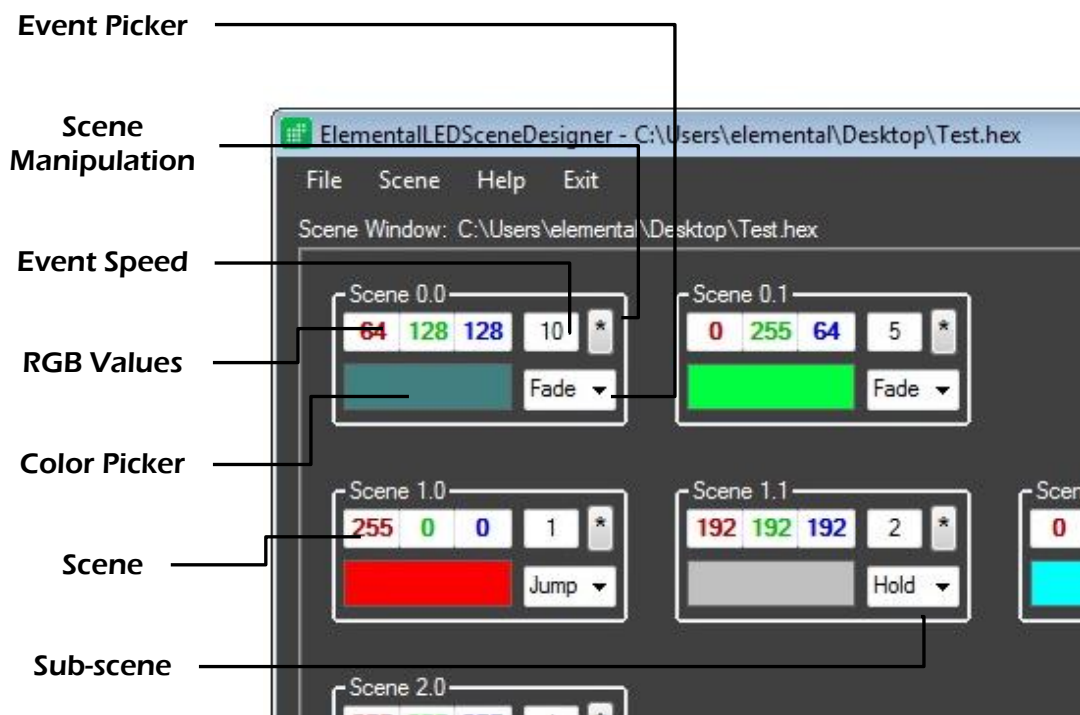 Event Picker
Scene
Manipulation
Event Speed
RGB Values
Color Picker
Scene
Sub-scene
ElementalLEDSceneDesigner - C:\Users\elemental\Desktop\Test.hex
File Scene Help Exit
Scene Window: C:\Users\elemental\Desktop\Test.hex
Scene 0.0 Scene 0.1
64 128 128 10 * 0 255 64 5 *
Fade Fade
Scene 1.0 Scene 1.1 Scen
255 0 0 1 * 192 192 192 2 * 0
Jump Hold
Scene 2.0